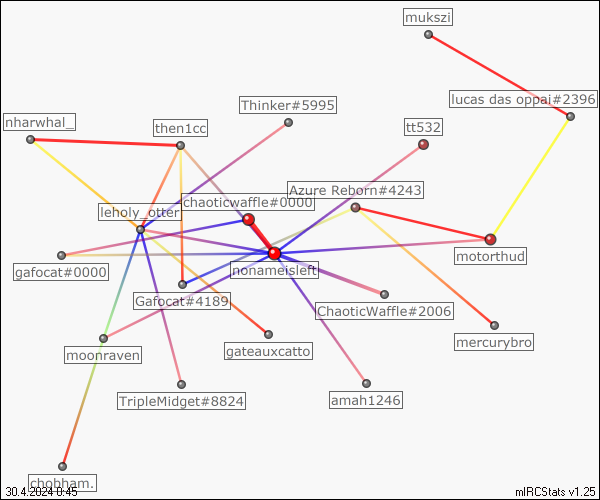 mukszi
lucas das oppai#2396
Thinker#5995
nharwhal_
then1cc
tt532
Azure Reborn#4243
chaoticwaffle#0000
leholy_otter
motorthud
gafocat#0000
nonameisleft
Gafocat#4189
ChaoticWaffle#2006
mercurybro
moonraven
gateauxcatto
TripleMidget#8824
amah1246
chobham.
30.4.2024 0:45
mIRCStats v1.25